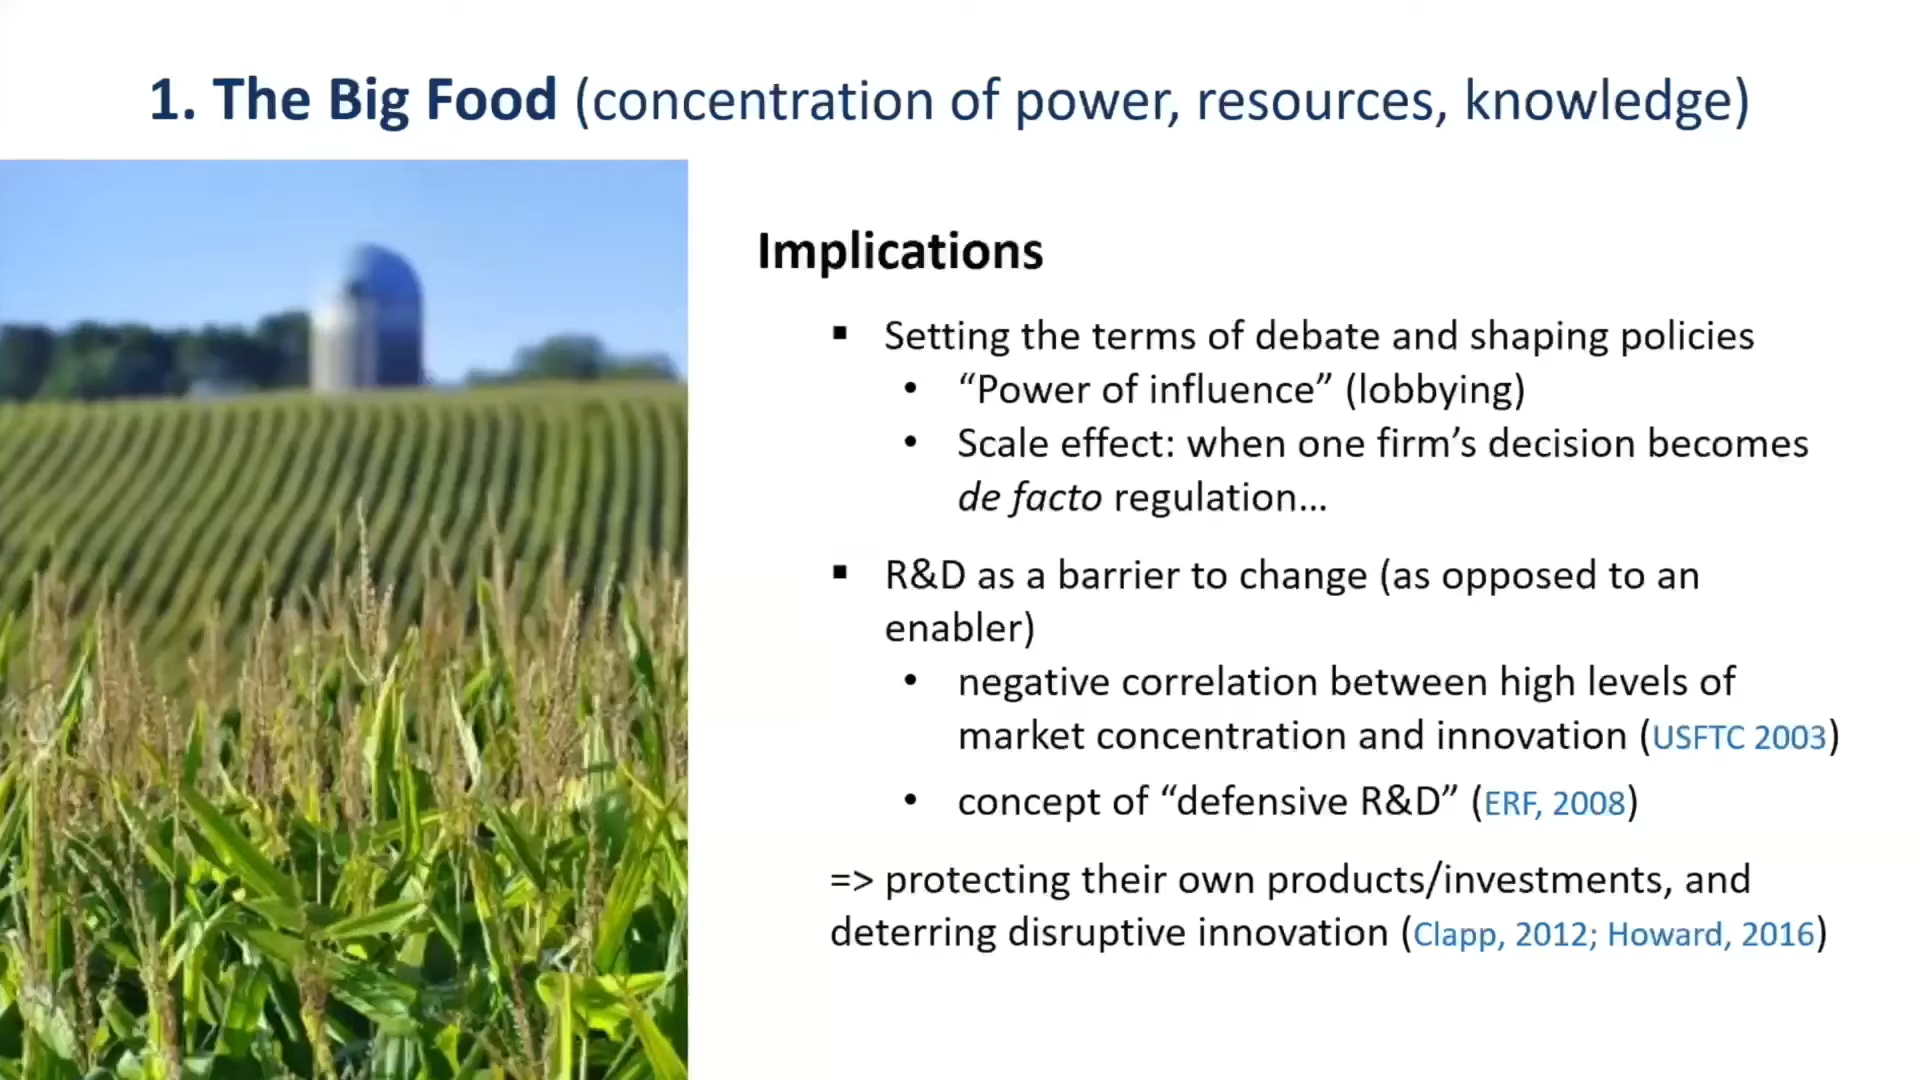 1. The Big Food (concentration of power, resources, knowledge)
Implications
▪ Setting the terms of debate and shaping policies
• “Power of influence” (lobbying)
• Scale effect: when one firm’s decision becomes
de facto regulation…
▪ R&D as a barrier to change (as opposed to an
enabler)
• negative correlation between high levels of
market concentration and innovation (USFTC 2003)
• concept of “defensive R&D” (ERF, 2008)
=> protecting their own products/investments, and
deterring disruptive innovation (Clapp, 2012; Howard, 2016)